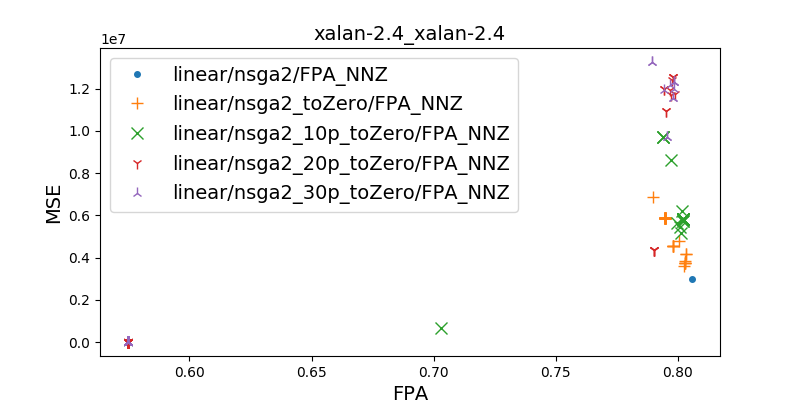 xalan-2.4_xalan-2.4
1e7
linear/nsga2/FPA_NNZ
linear/nsga2_toZero/FPA_NNZ
linear/nsga2_10p_toZero/FPA_NNZ
linear/nsga2_20p_toZero/FPA_NNZ
linear/nsga2_30p_toZero/FPA_NNZ
MSE
1.2
1.0
0.8
0.6
0.4
0.2
0.0
0.60
0.65
0.70
0.75
0.80
FPA